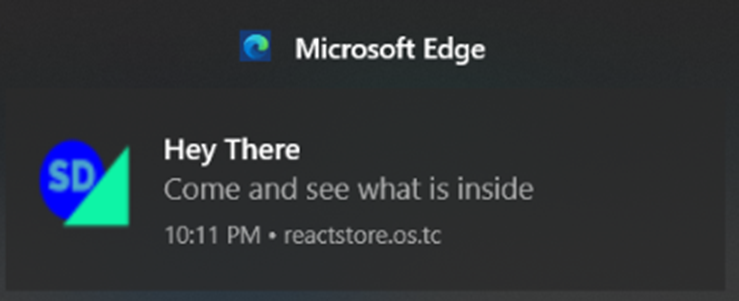 Microsoft Edge
SD
Hey There
Come and see what is inside
10:11 PM • reactstore.os.tc